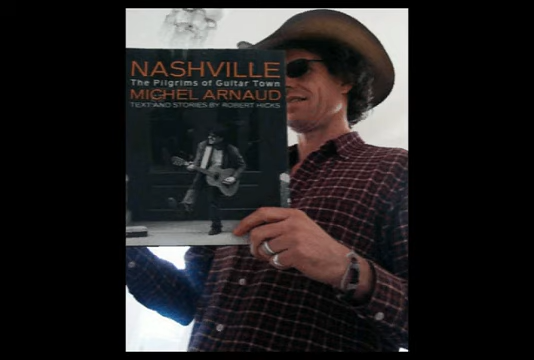 NASHVILLE
The Pilgrims of Guitar Town
MICHEL ARNAUD
TEXT AND STORIES BY ROBERT HICKS